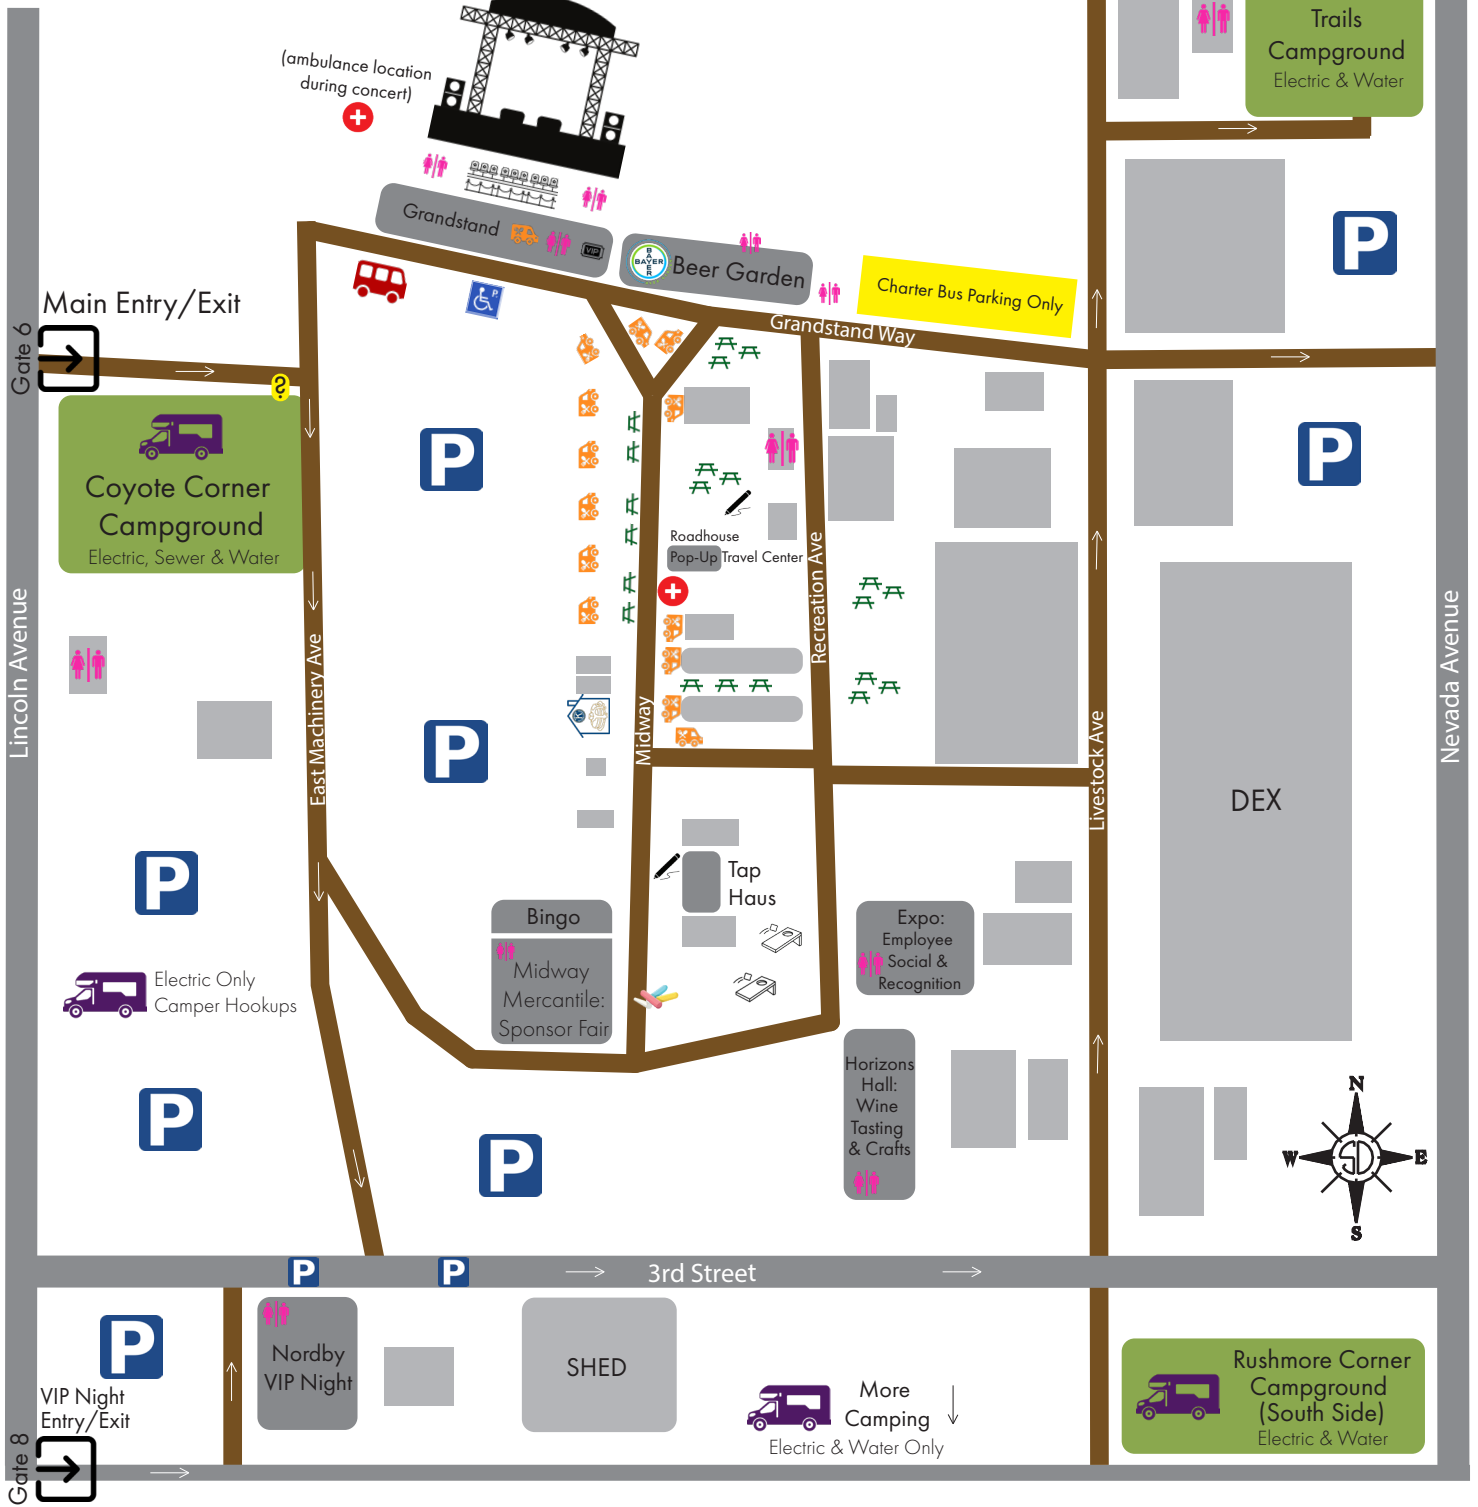 Trails
Campground
Electric & Water
(ambulance location
during concert)
Grandstand
VIP
BAYER
BAYER
Beer Garden
Charter Bus Parking Only
P
Grandstand Way
Main Entry/Exit
Gate 6
P
?
Coyote Corner
Campground
Electric, Sewer & Water
P
P
Roadhouse
Pop-Up Travel Center
Recreation Ave
Lincoln Avenue
East Machinery Ave
Midway
Livestock Ave
Nevada Avenue
P
DEX
P
Tap
Haus
Bingo
Midway
Mercantile:
Sponsor Fair
Expo:
Employee
Social &
Recognition
Electric Only
Camper Hookups
Horizons
Hall:
Wine
Tasting
& Crafts
P
P
N
W
SD
E
S
P
P
3rd Street
P
Nordby
VIP Night
SHED
VIP Night
Entry/Exit
Gate 8
More
Camping
Electric & Water Only
Rushmore Corner
Campground
(South Side)
Electric & Water